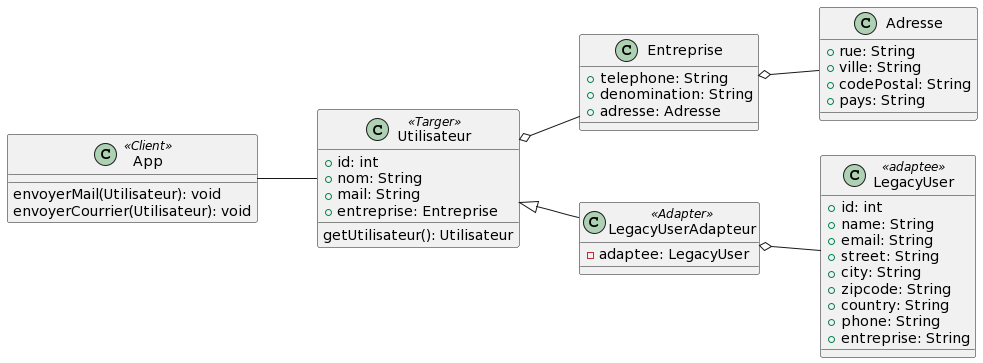 C «Client»
App
envoyerMail(Utilisateur): void
envoyerCourrier(Utilisateur): void
C «Targer»
Utilisateur
id: int
nom: String
mail: String
entreprise: Entreprise
getUtilisateur(): Utilisateur
C Entreprise
telephone: String
denomination: String
adresse: Adresse
C «Adapter»
LegacyUserAdapteur
adaptee: LegacyUser
C Adresse
rue: String
ville: String
codePostal: String
pays: String
C «adaptee»
LegacyUser
id: int
name: String
email: String
street: String
city: String
zipcode: String
country: String
phone: String
entreprise: String